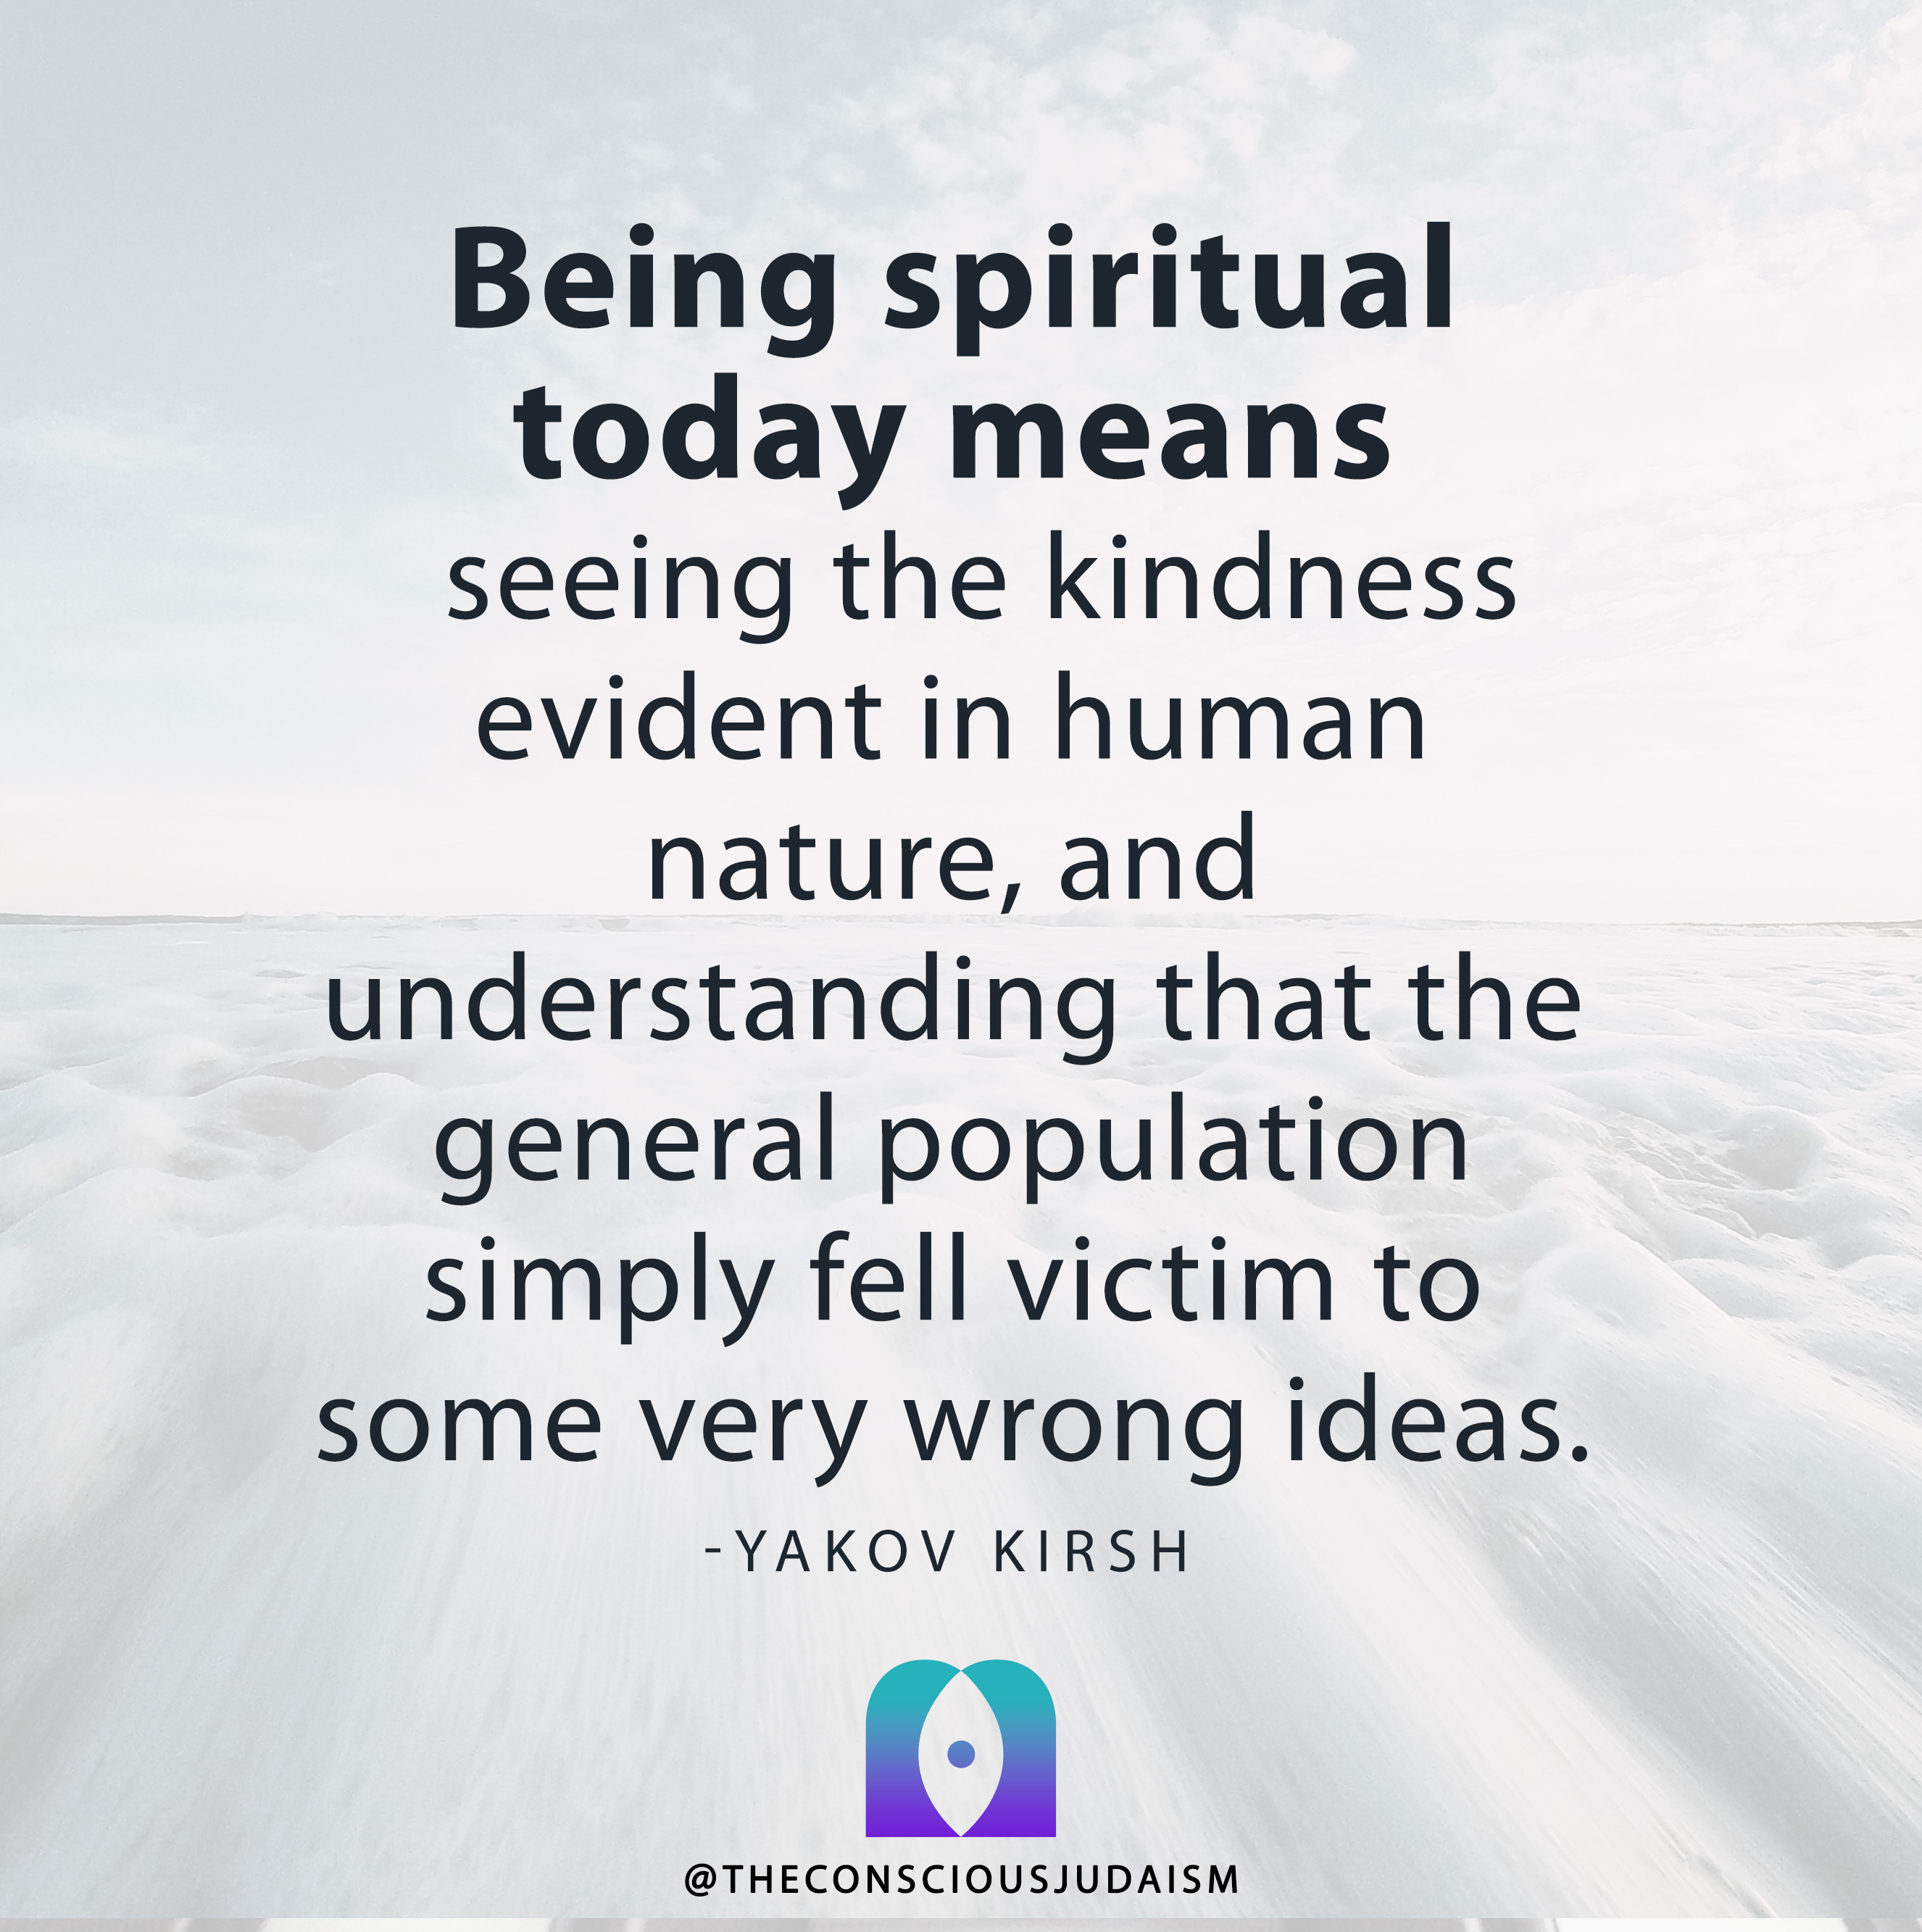 Being spiritual
today means
seeing the kindness
evident in human
nature, and
understanding that the
general population
simply fell victim to
some very wrong ideas.
-YAKOV KIRSH
@THECONSCIOUSJUDAISM